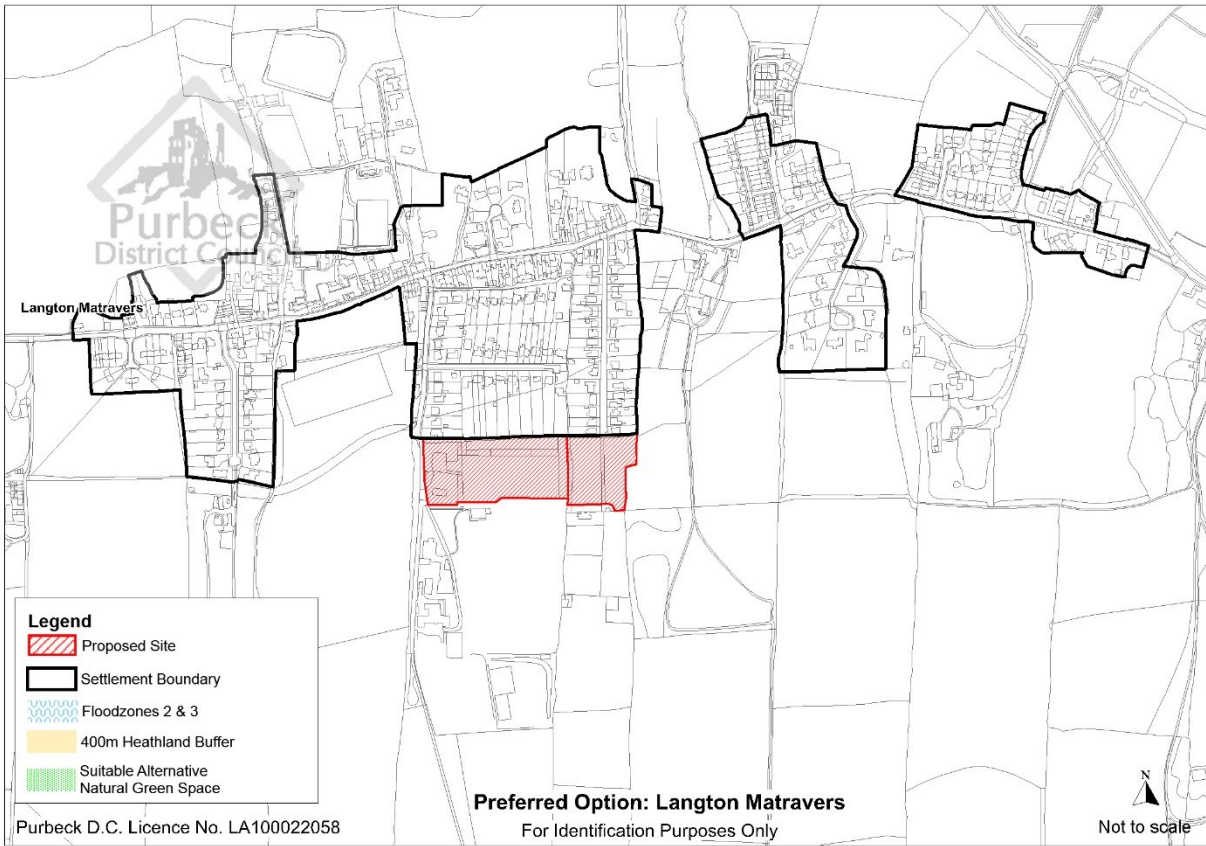 Purbeck
District Council
Langton Matravers
Legend
Proposed Site
Settlement Boundary
Floodzones 2 & 3
400m Heathland Buffer
Suitable Alternative
Natural Green Space
Purbeck D.C. Licence No. LA100022058
Preferred Option: Langton Matravers
For Identification Purposes Only
N
Not to scale